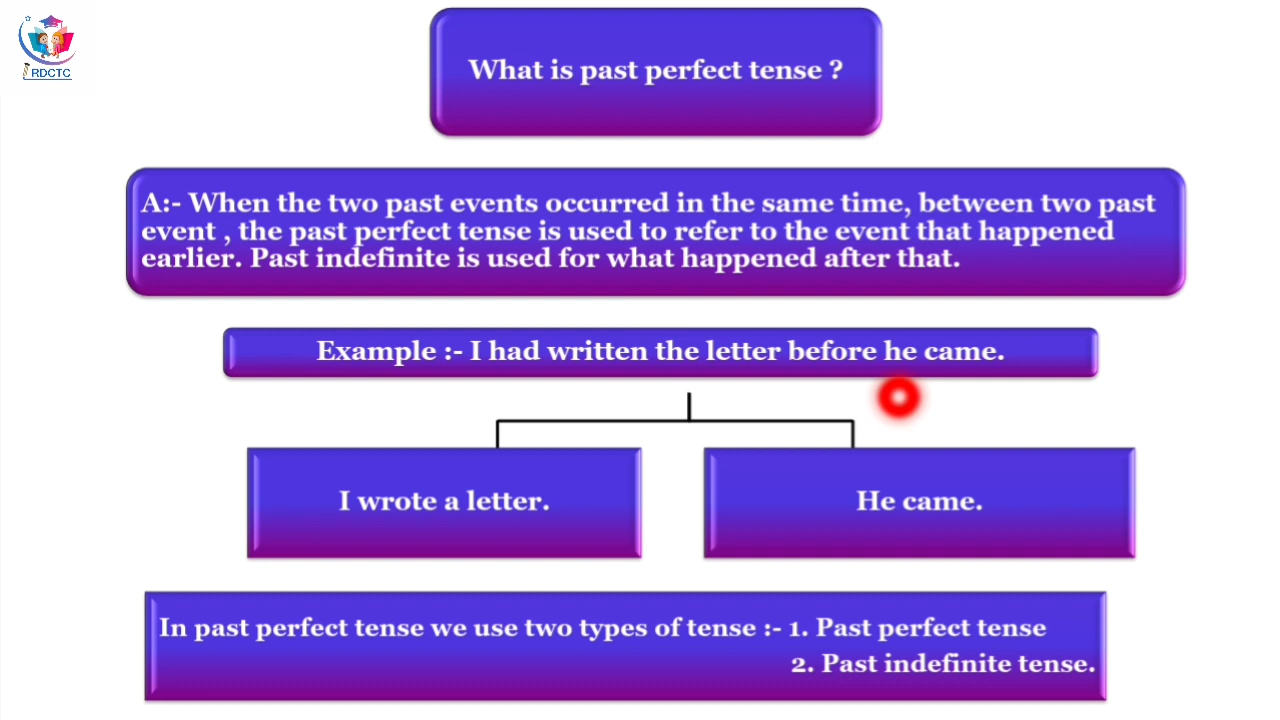 RDCTC
What is past perfect tense ?
A:- When the two past events occurred in the same time, between two past
event , the past perfect tense is used to refer to the event that happened
earlier. Past indefinite is used for what happened after that.
Example :- I had written the letter before he came.
I wrote a letter.
He came.
In past perfect tense we use two types of tense :- 1. Past perfect tense
2. Past indefinite tense.